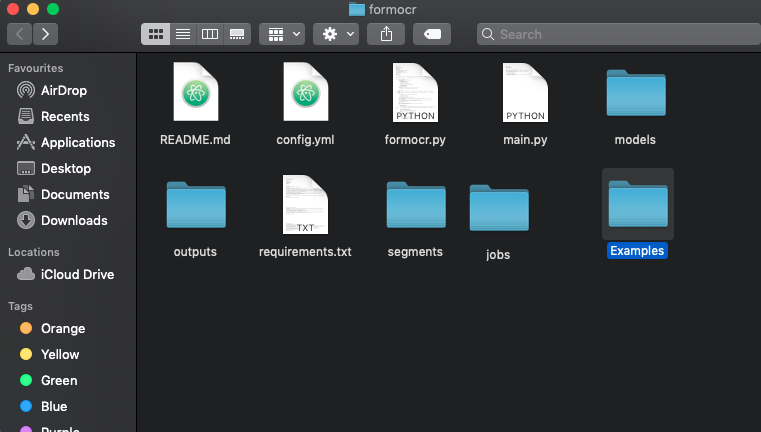 formocr
Search
Favourites
AirDrop
Recents
Applications
Desktop
Documents
Downloads
Locations
iCloud Drive
Tags
Orange
Yellow
Green
Blue
Purple
PYTHON
PYTHON
README.md
config.yml
formocr.py
main.py
models
TXT
outputs
requirements.txt
segments
jobs
Examples